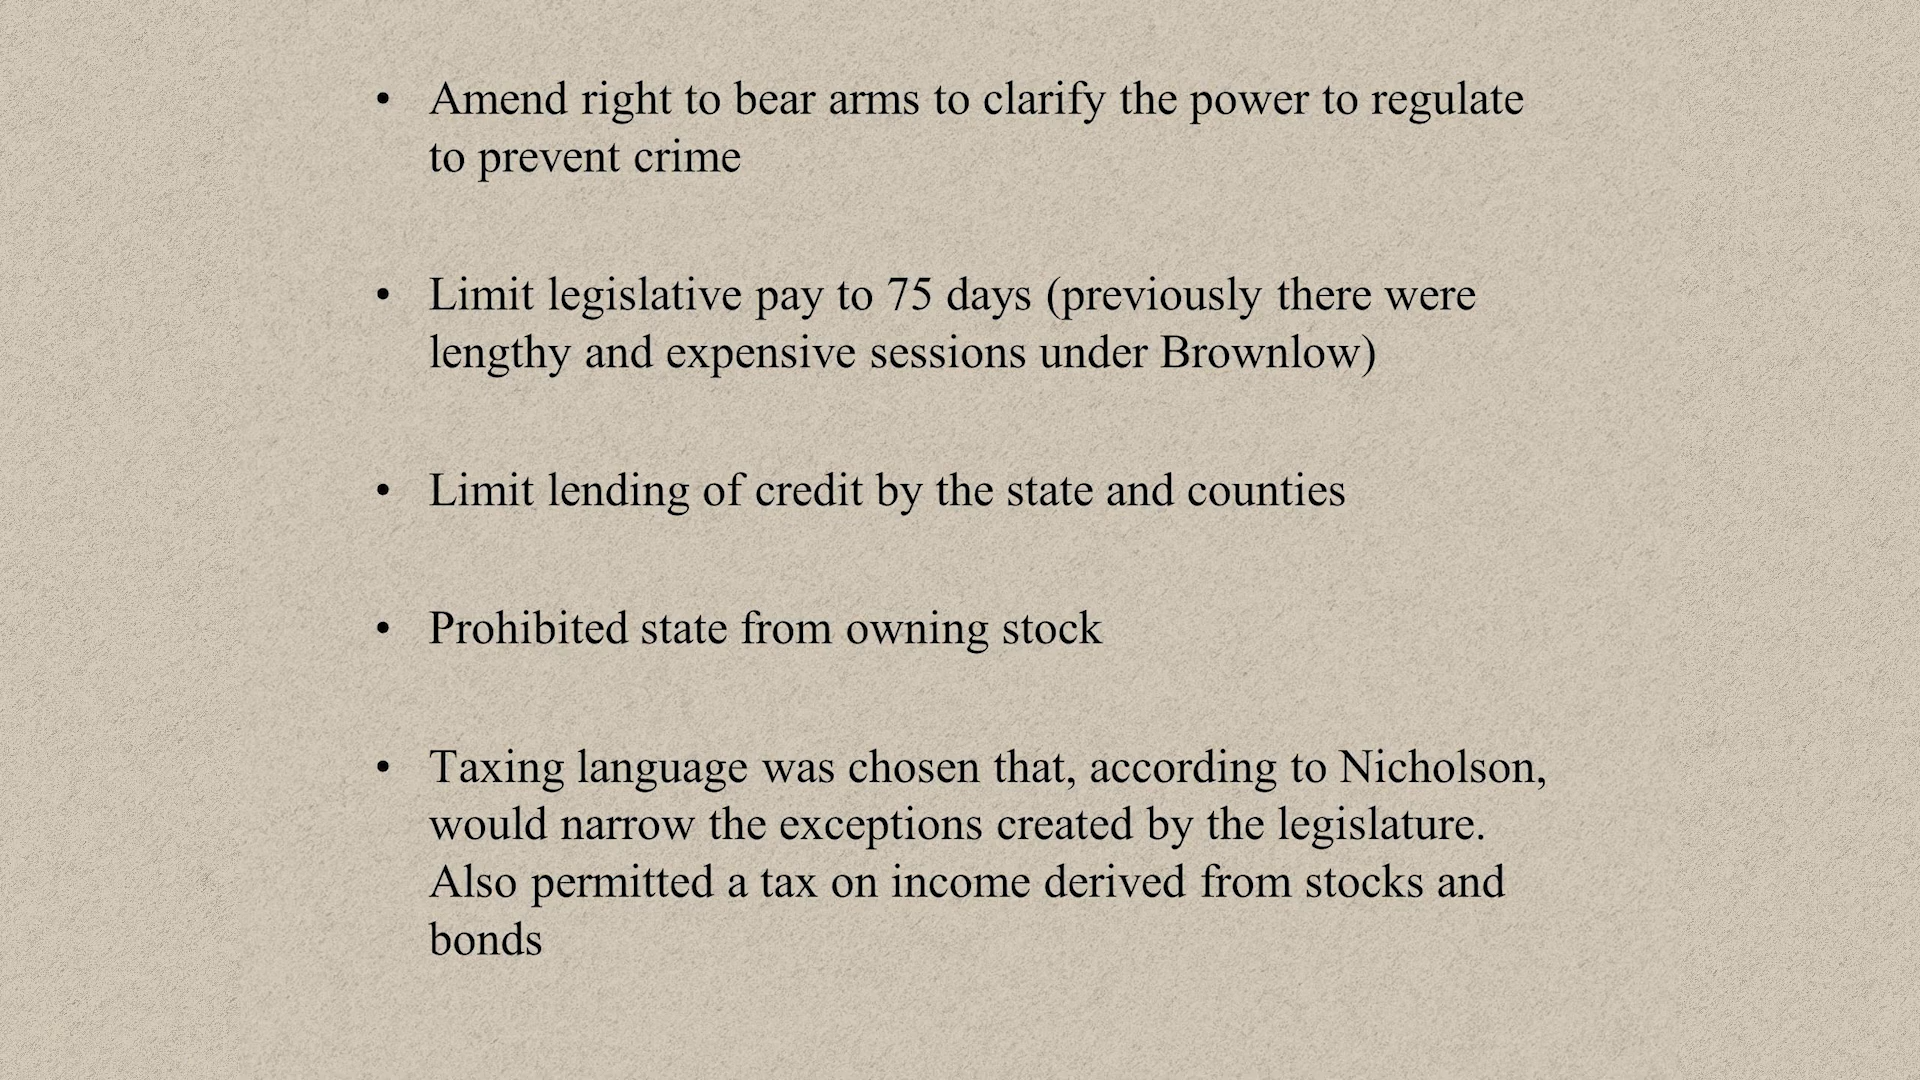 • Amend right to bear arms to clarify the power to regulate
to prevent crime
• Limit legislative pay to 75 days (previously there were
lengthy and expensive sessions under Brownlow)
• Limit lending of credit by the state and counties
• Prohibited state from owning stock
• Taxing language was chosen that, according to Nicholson,
would narrow the exceptions created by the legislature.
Also permitted a tax on income derived from stocks and
bonds